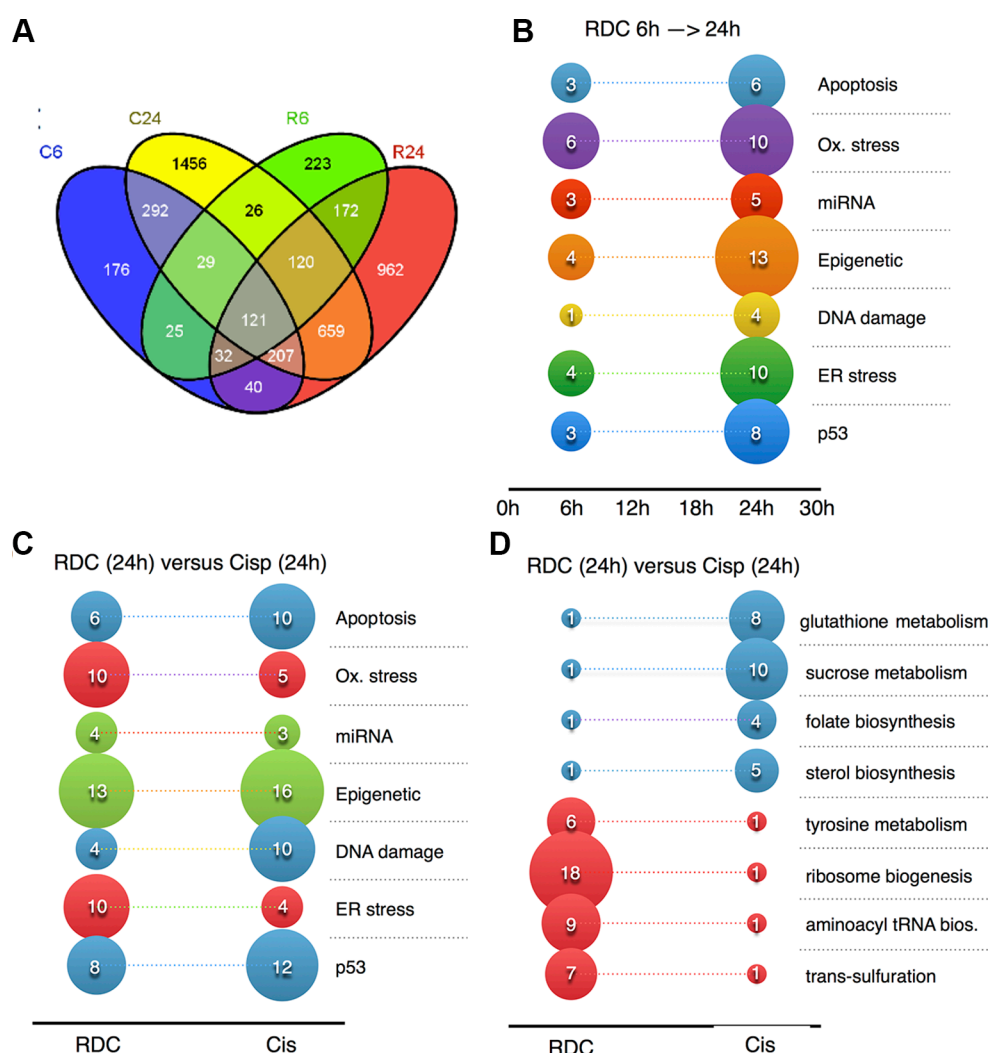 A
C24
R6
C6
R24
1456
223
292
26
172
176
29
120
962
25
121
659
32
207
40
B
RDC 6h —> 24h
3 6 Apoptosis
6 10 Ox. stress
3 5 miRNA
4 13 Epigenetic
1 4 DNA damage
4 10 ER stress
3 8 p53
0h 6h 12h 18h 24h 30h
C
RDC (24h) versus Cisp (24h)
6 10 Apoptosis
10 5 Ox. stress
4 3 miRNA
13 16 Epigenetic
4 10 DNA damage
10 4 ER stress
8 12 p53
RDC Cis
D
RDC (24h) versus Cisp (24h)
1 8 glutathione metabolism
1 10 sucrose metabolism
1 4 folate biosynthesis
1 5 sterol biosynthesis
6 1 tyrosine metabolism
18 1 ribosome biogenesis
9 1 aminoacyl tRNA bios.
7 1 trans-sulfuration
RDC Cis